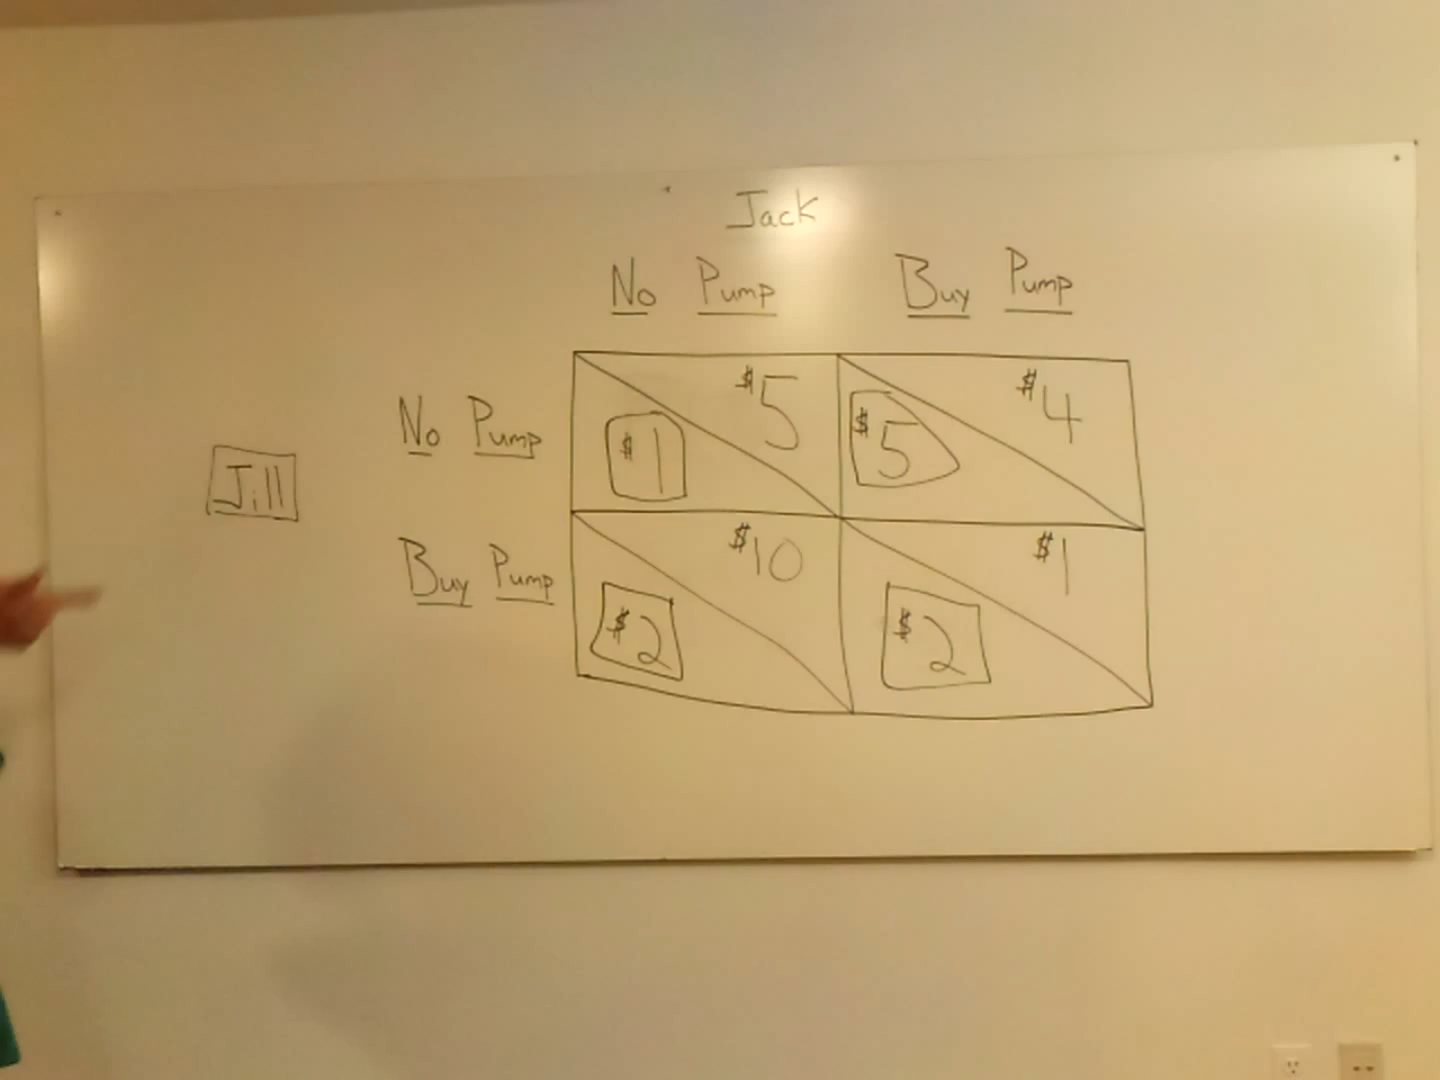 Jack
No Pump Buy Pump
No Pump $5 $4
$1 $5
Jill
Buy Pump $10 $1
$2 $2